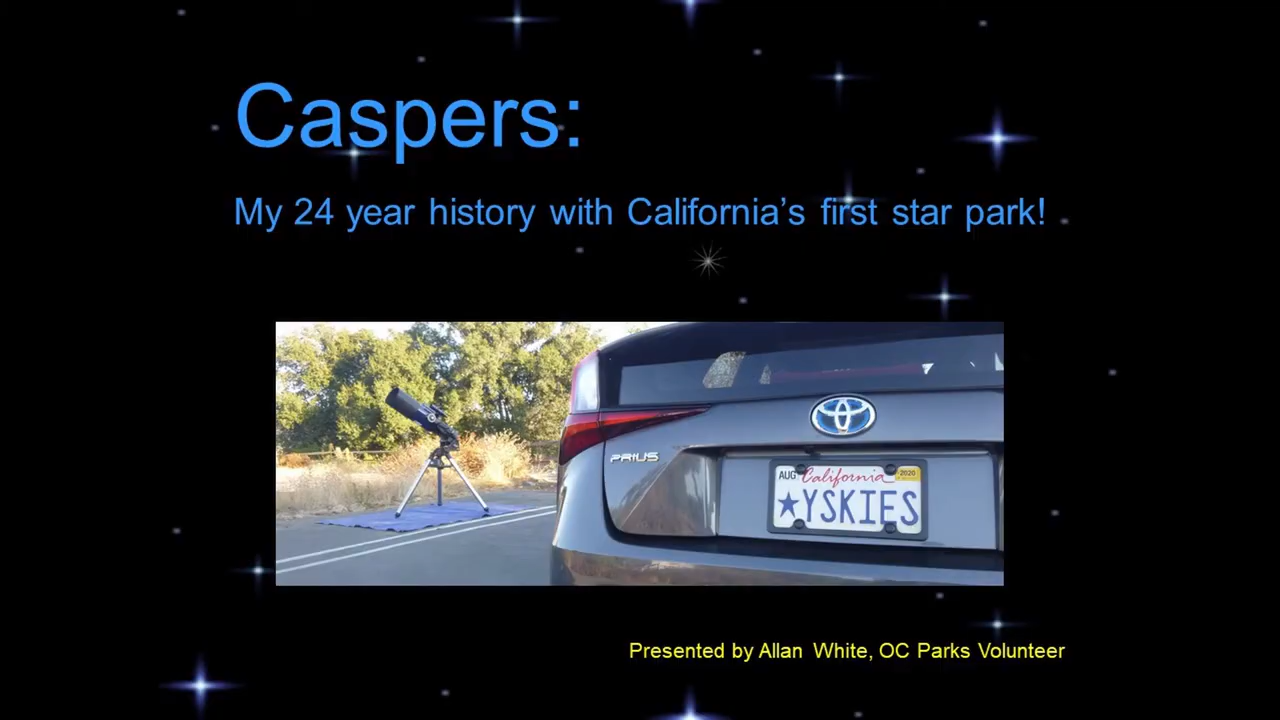 Caspers:
My 24 year history with California’s first star park!
PRIUS
AUG California 2020
★YSKIES
Presented by Allan White, OC Parks Volunteer